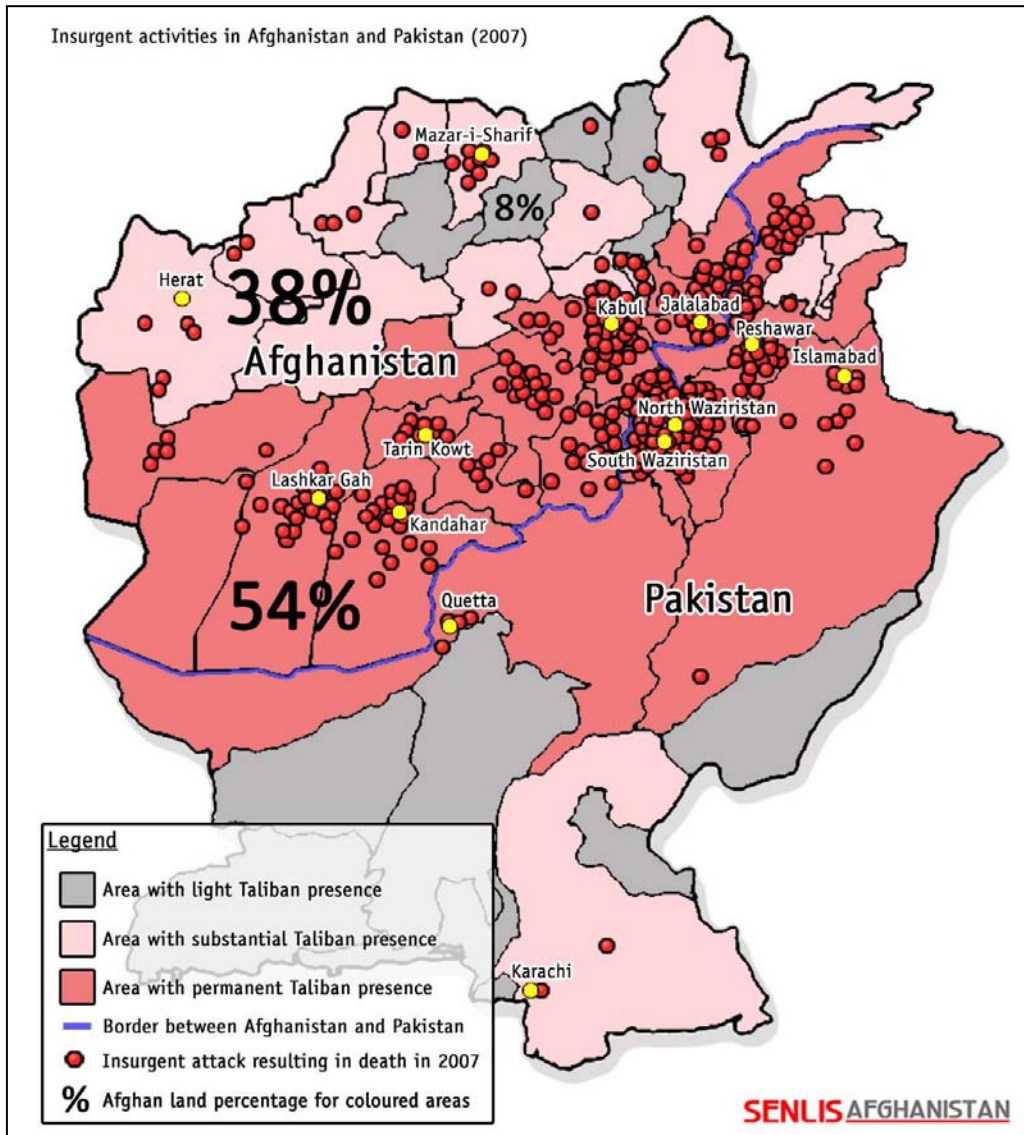 Insurgent activities in Afghanistan and Pakistan (2007)
Mazar-i-Sharif
8%
Herat
38%
Afghanistan
Kabul
Jalalabad
Peshawar
Islamabad
North Waziristan
Tarin Kowt
South Waziristan
Lashkar Gah
Kandahar
54%
Quetta
Pakistan
Karachi
Legend
Area with light Taliban presence
Area with substantial Taliban presence
Area with permanent Taliban presence
Border between Afghanistan and Pakistan
Insurgent attack resulting in death in 2007
% Afghan land percentage for coloured areas
SENLIS AFGHANISTAN